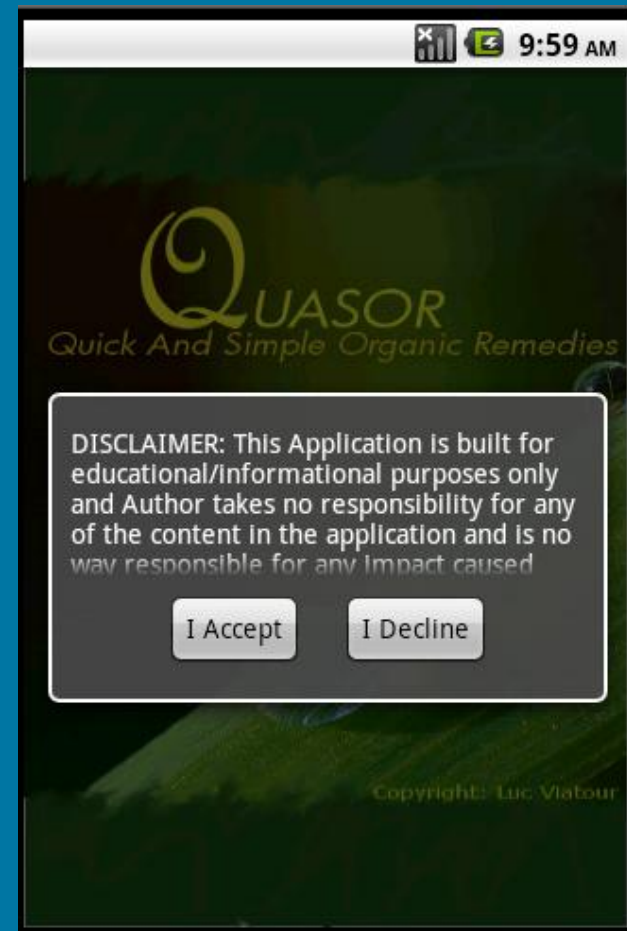 9:59 AM
QUASOR
Quick And Simple Organic Remedies
DISCLAIMER: This Application is built for
educational/informational purposes only
and Author takes no responsibility for any
of the content in the application and is no
way responsible for any impact caused
I Accept
I Decline
Copyright: Luc Viatour